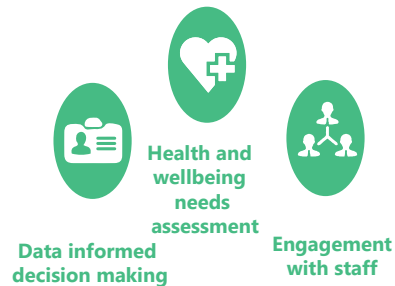 Health and
wellbeing
needs
assessment
Data informed
decision making
Engagement
with staff